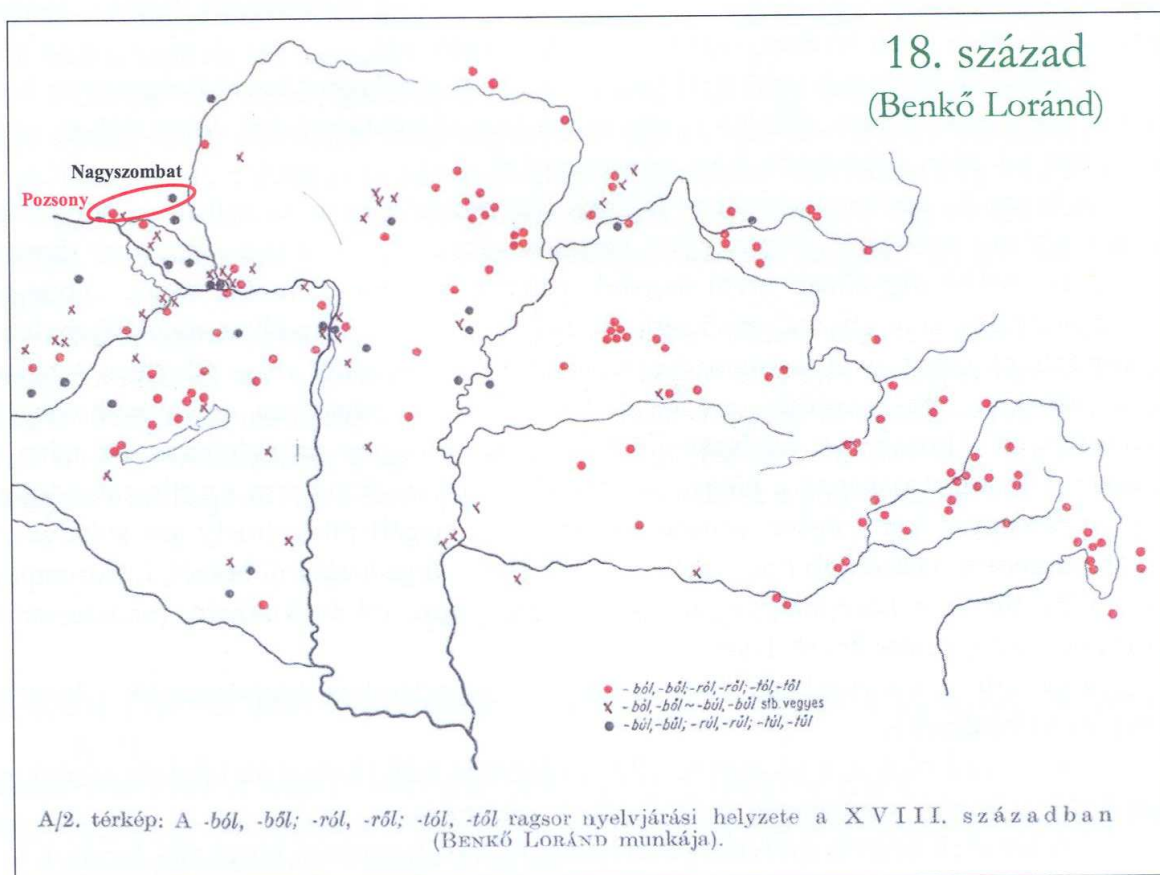 18. század
(Benkő Loránd)
Nagyszombat
Pozsony
-ból, -ből; -ról, -ről; -tól, -től
-ból, -ből ~ -búl, -bűl stb. vegyes
-búl, -bűl; -rúl, -rűl; -túl, -tűl
A/2. térkép: A -ból, -ből; -ról, -ről; -tól, -től ragsor nyelvjárási helyzete a XVIII. században
(BENKŐ LORÁND munkája).